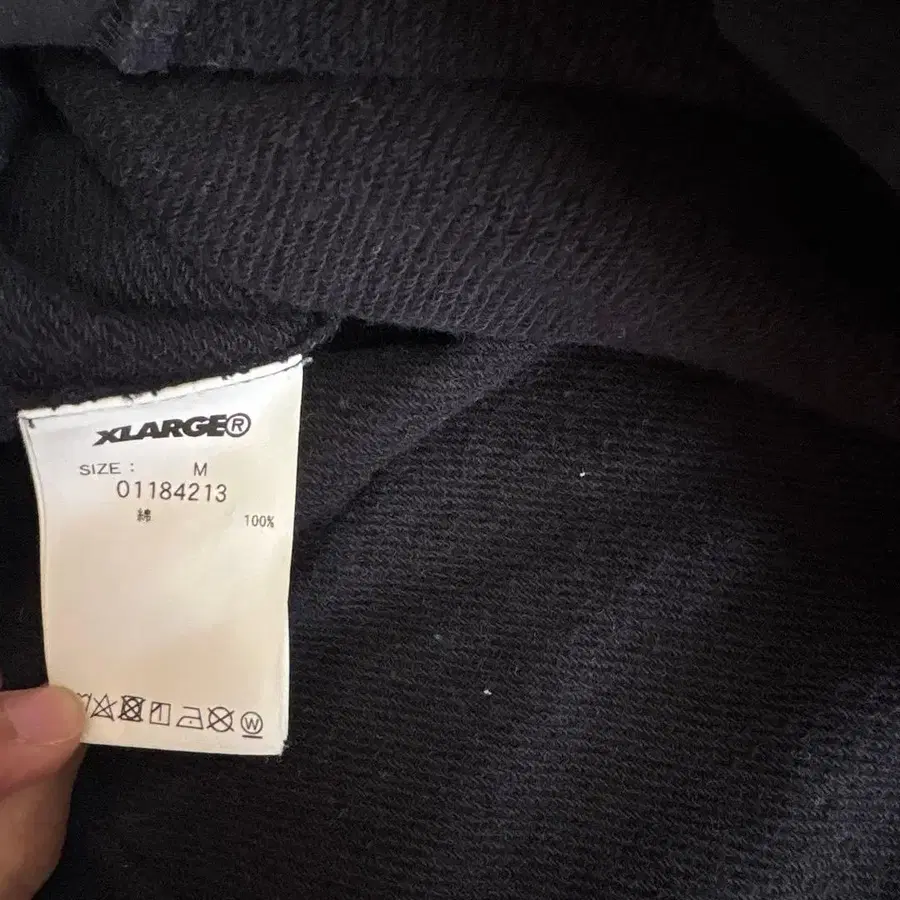 XLARGE®
SIZE : M
01184213
綿 100%
W